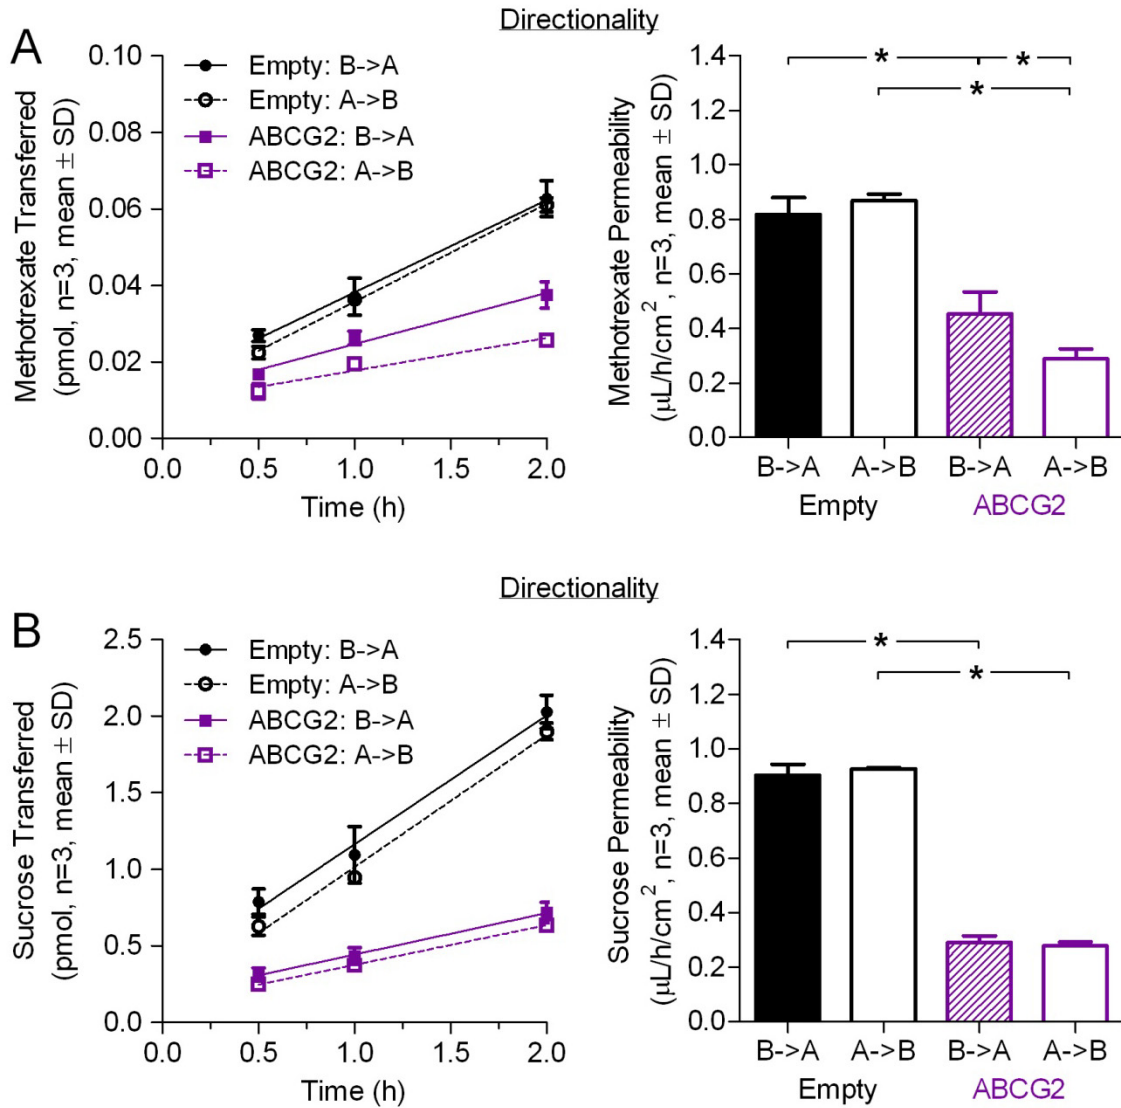 Directionality
A
Methotrexate Transferred
(pmol, n=3, mean ± SD)
0.10
0.08
0.06
0.04
0.02
0.00
Empty: B->A
Empty: A->B
ABCG2: B->A
ABCG2: A->B
0.0 0.5 1.0 1.5 2.0
Time (h)
Methotrexate Permeability
(μL/h/cm², n=3, mean ± SD)
1.4
1.2
1.0
0.8
0.6
0.4
0.2
0.0
* *
*
B->A A->B B->A A->B
Empty ABCG2
Directionality
B
Sucrose Transferred
(pmol, n=3, mean ± SD)
2.5
2.0
1.5
1.0
0.5
0.0
Empty: B->A
Empty: A->B
ABCG2: B->A
ABCG2: A->B
0.0 0.5 1.0 1.5 2.0
Time (h)
Sucrose Permeability
(μL/h/cm², n=3, mean ± SD)
1.4
1.2
1.0
0.8
0.6
0.4
0.2
0.0
*
*
B->A A->B B->A A->B
Empty ABCG2